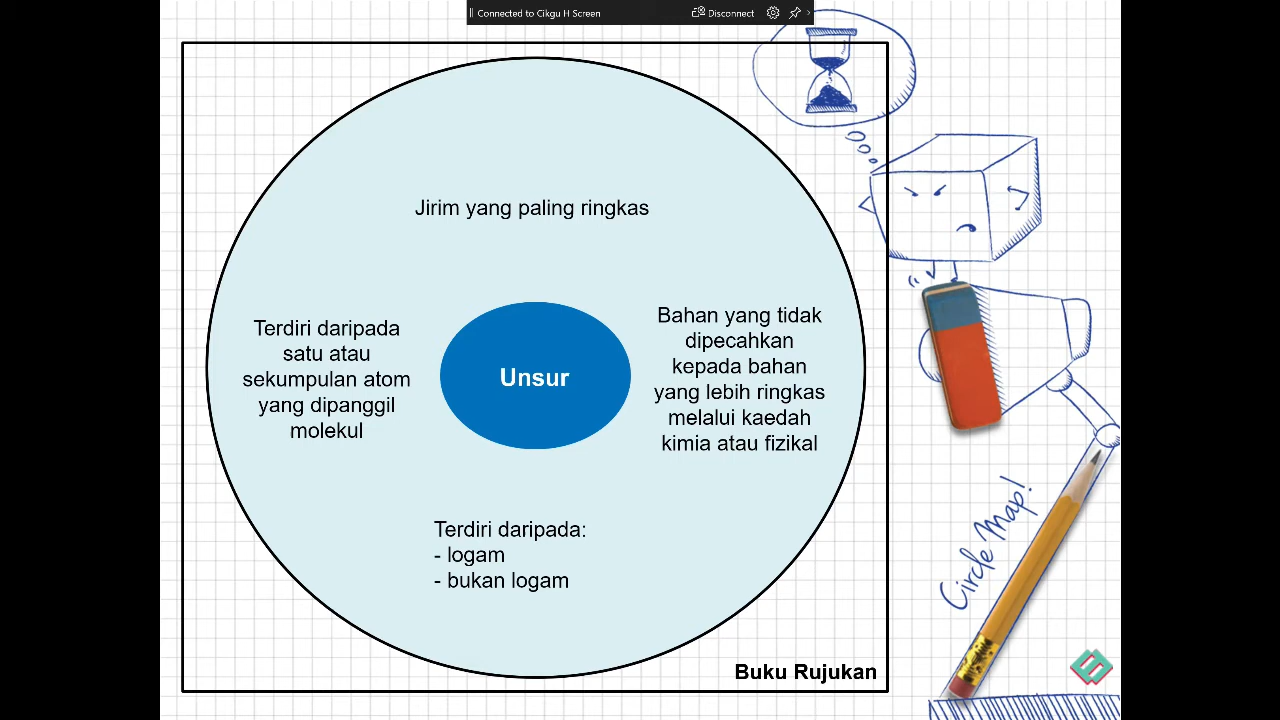 Connected to Cikgu H Screen
Disconnect
Jirim yang paling ringkas
Terdiri daripada
satu atau
sekumpulan atom
yang dipanggil
molekul
Unsur
Bahan yang tidak
dipecahkan
kepada bahan
yang lebih ringkas
melalui kaedah
kimia atau fizikal
Terdiri daripada:
- logam
- bukan logam
Buku Rujukan
Circle Map!